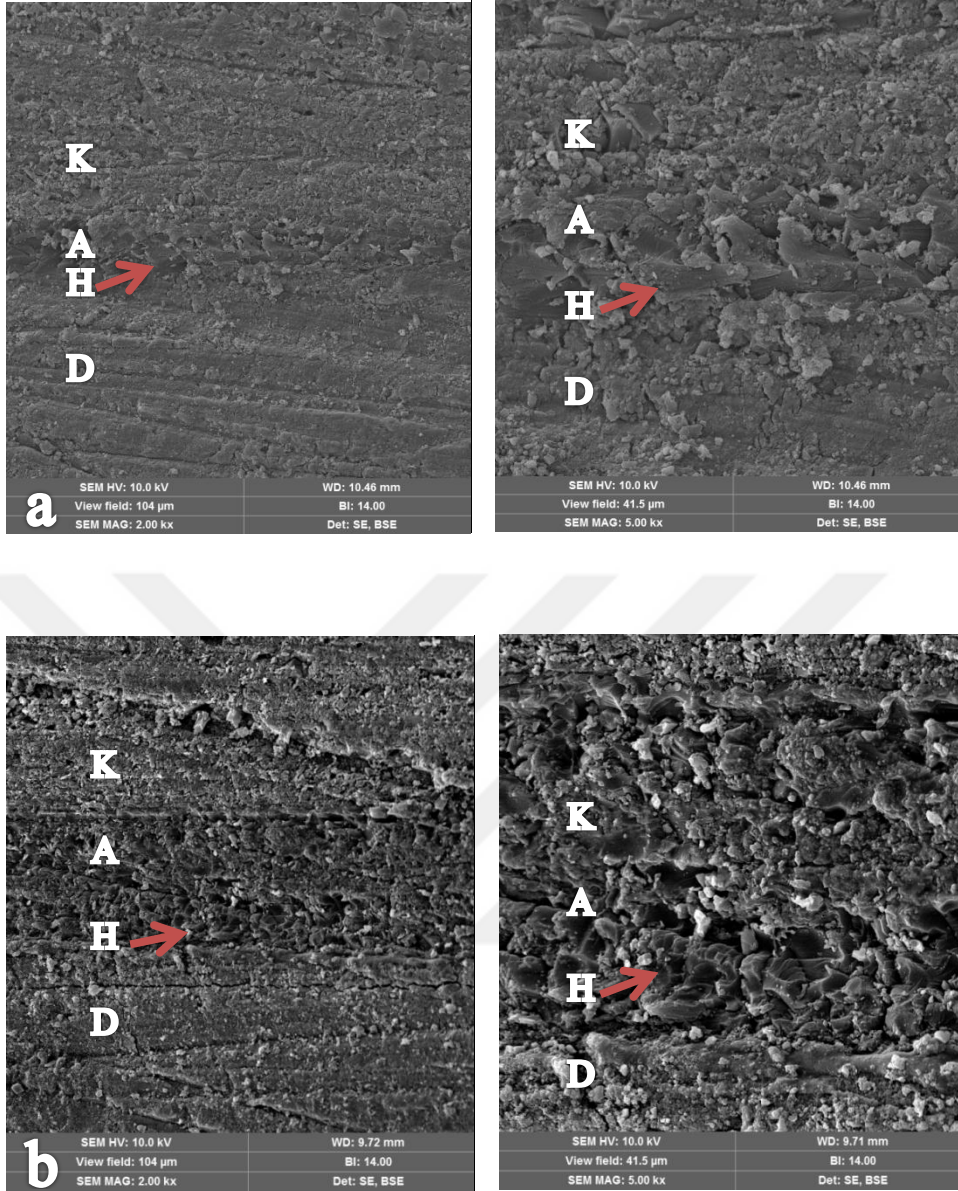 K
A
H
D
a
SEM HV: 10.0 kV WD: 10.46 mm
View field: 104 µm BI: 14.00
SEM MAG: 2.00 kx Det: SE, BSE
K
A
H
D
SEM HV: 10.0 kV WD: 10.46 mm
View field: 41.5 µm BI: 14.00
SEM MAG: 5.00 kx Det: SE, BSE
K
A
H
D
b
SEM HV: 10.0 kV WD: 9.72 mm
View field: 104 µm BI: 14.00
SEM MAG: 2.00 kx Det: SE, BSE
K
A
H
D
SEM HV: 10.0 kV WD: 9.71 mm
View field: 41.5 µm BI: 14.00
SEM MAG: 5.00 kx Det: SE, BSE